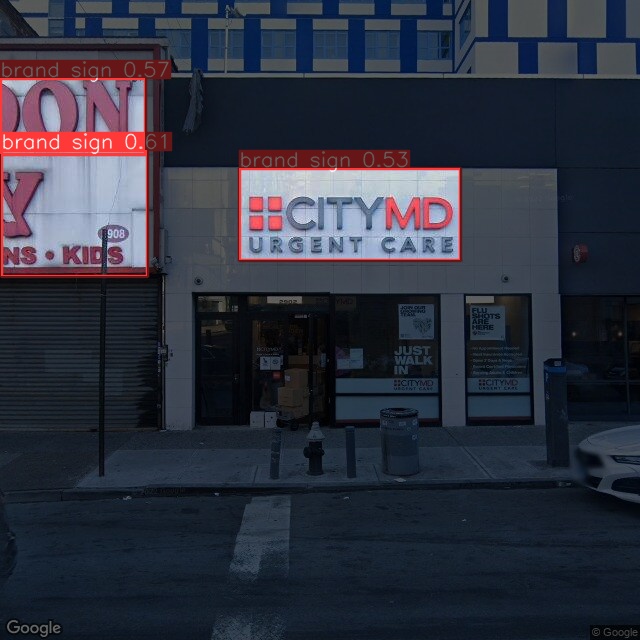 brand sign 0.57
DON
brand sign 0.61
Y
NS • KIDS
2908
brand sign 0.53
CITYMD
URGENT CARE
JUST
WALK
IN
CITYMD
FLU
SHOTS
ARE
HERE
CITYMD
Google
© Google